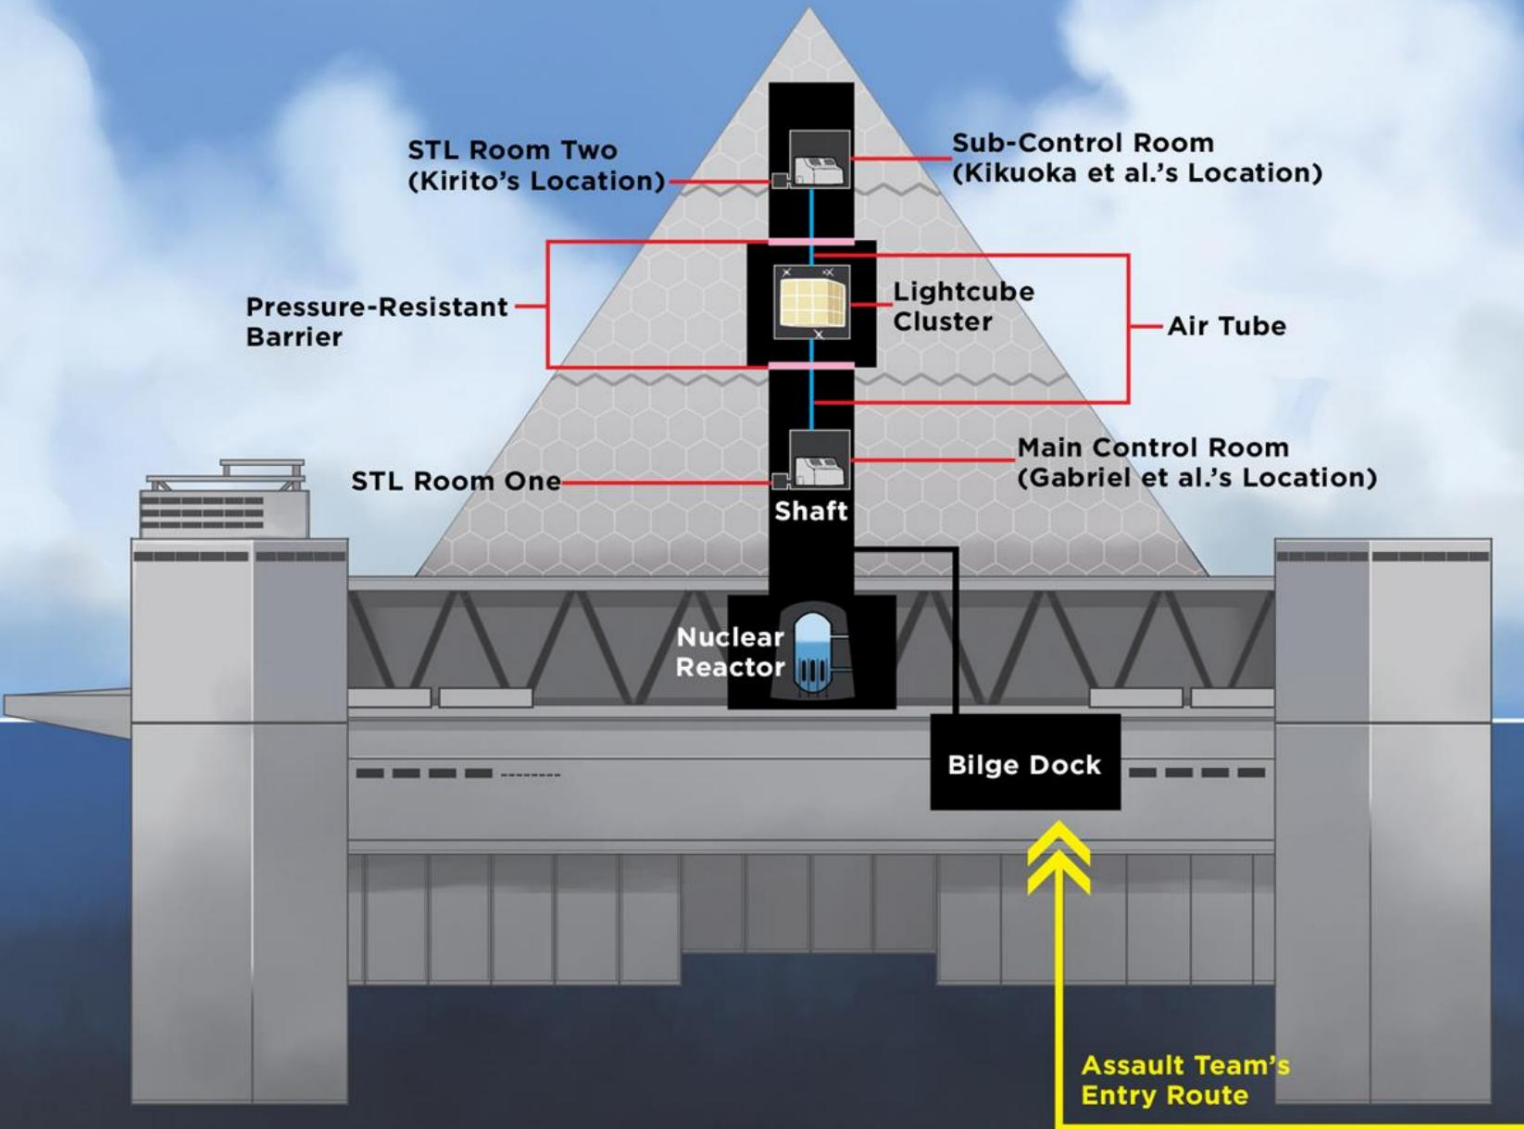 STL Room Two
(Kirito's Location)
Sub-Control Room
(Kikuoka et al.'s Location)
Pressure-Resistant
Barrier
Lightcube
Cluster
Air Tube
STL Room One
Main Control Room
(Gabriel et al.'s Location)
Shaft
Nuclear
Reactor
Bilge Dock
Assault Team's
Entry Route